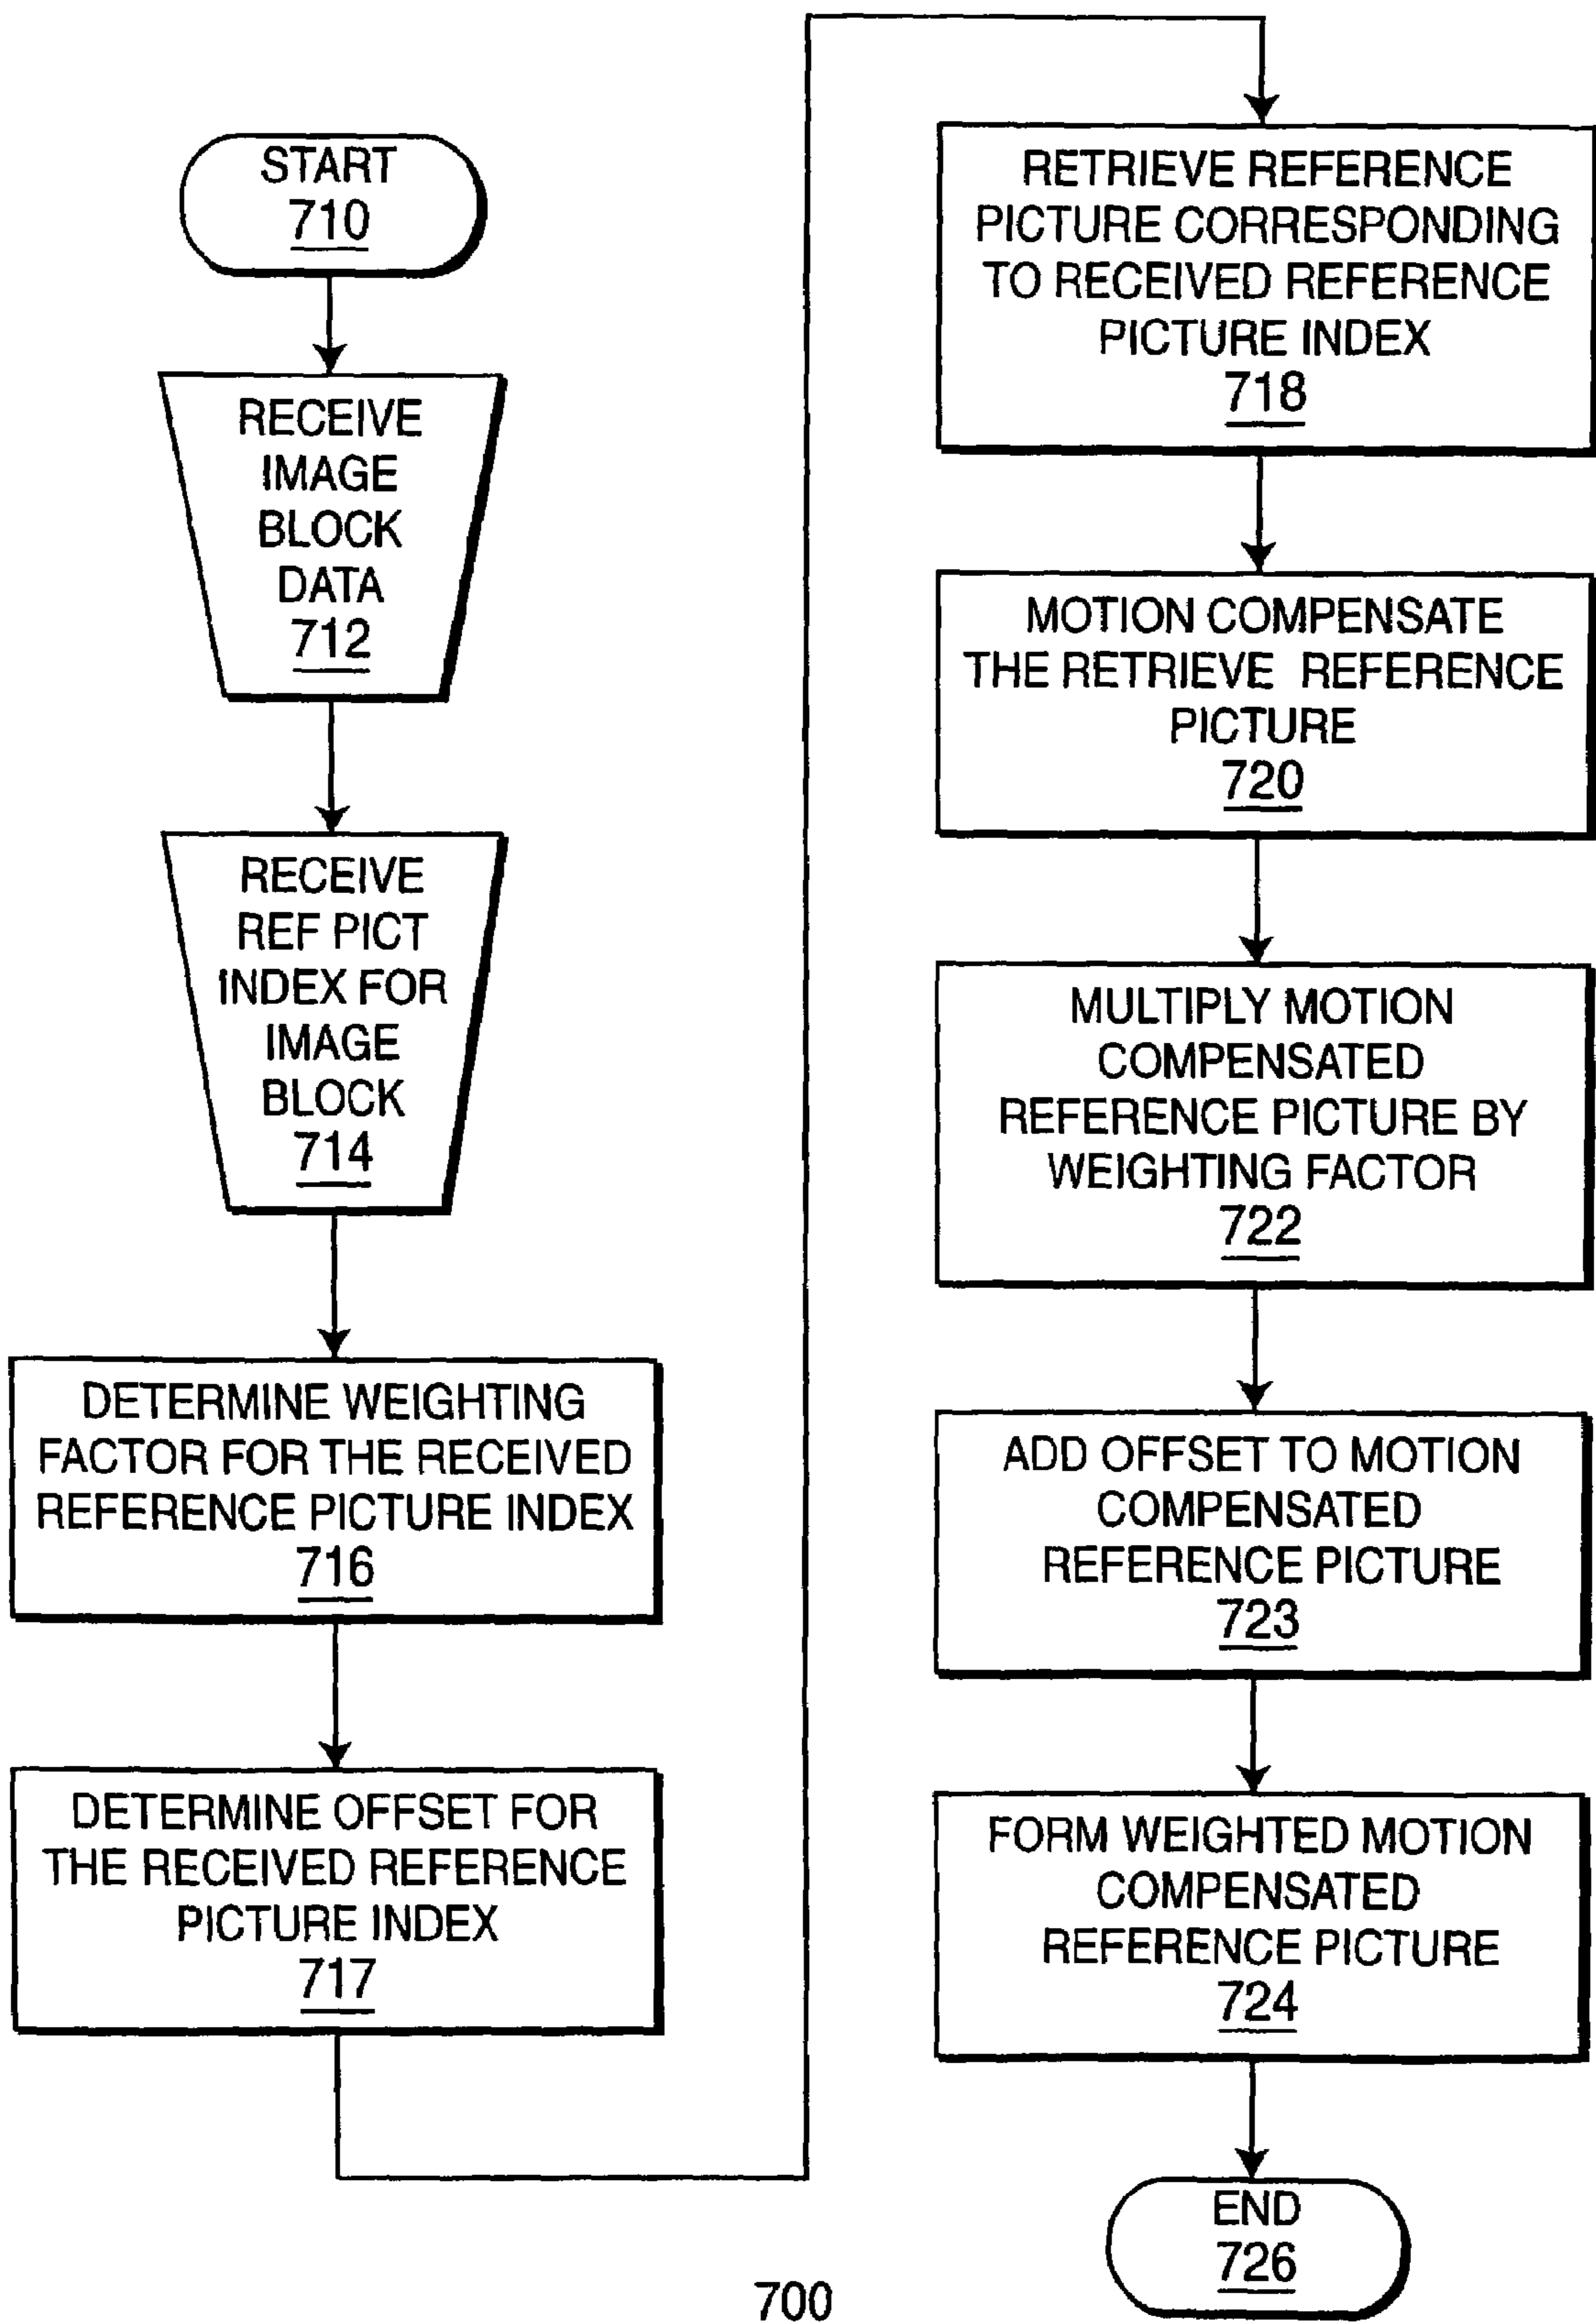 START
710
RECEIVE
IMAGE
BLOCK
DATA
712
RECEIVE
REF PICT
INDEX FOR
IMAGE
BLOCK
714
DETERMINE WEIGHTING
FACTOR FOR THE RECEIVED
REFERENCE PICTURE INDEX
716
DETERMINE OFFSET FOR
THE RECEIVED REFERENCE
PICTURE INDEX
717
RETRIEVE REFERENCE
PICTURE CORRESPONDING
TO RECEIVED REFERENCE
PICTURE INDEX
718
MOTION COMPENSATE
THE RETRIEVE REFERENCE
PICTURE
720
MULTIPLY MOTION
COMPENSATED
REFERENCE PICTURE BY
WEIGHTING FACTOR
722
ADD OFFSET TO MOTION
COMPENSATED
REFERENCE PICTURE
723
FORM WEIGHTED MOTION
COMPENSATED
REFERENCE PICTURE
724
END
726
700